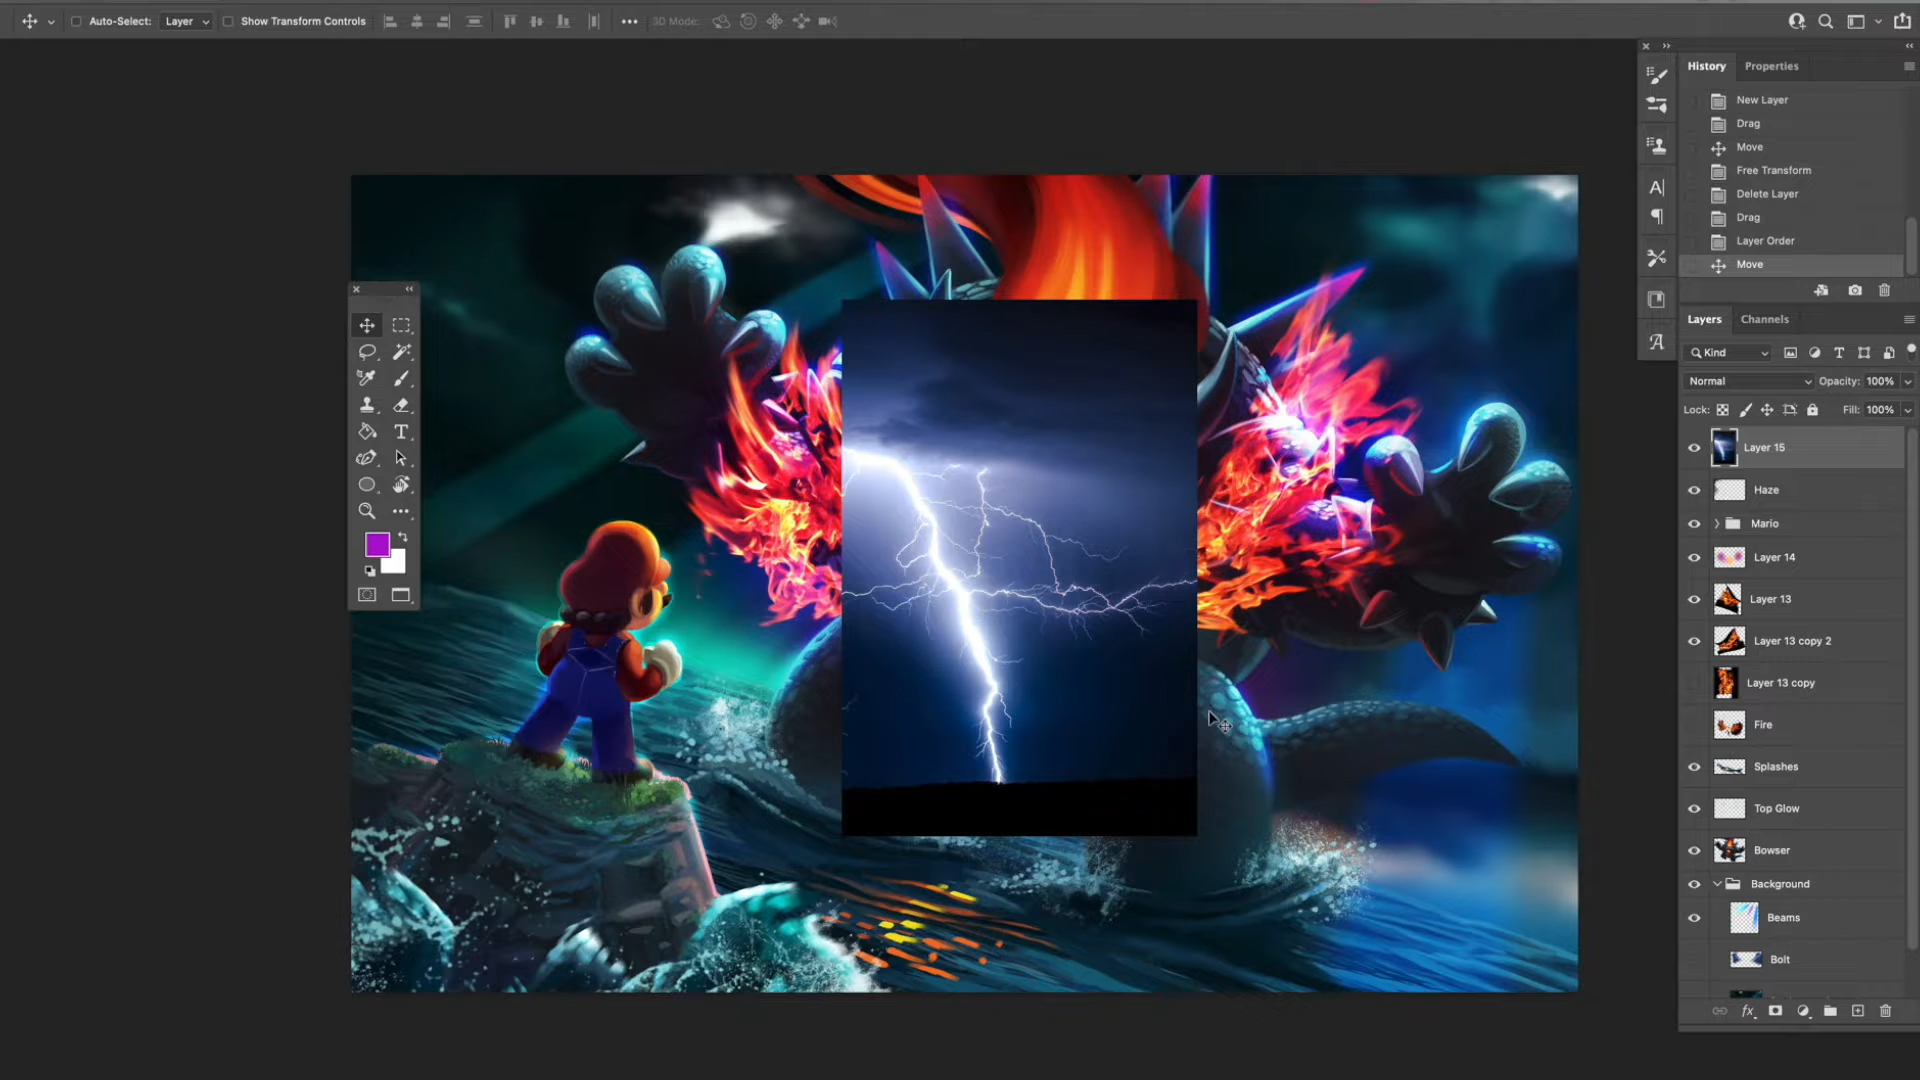 Auto-Select: Layer Show Transform Controls 3D Mode:
History Properties
New Layer
Drag
Move
Free Transform
Delete Layer
Drag
Layer Order
Move
Layers Channels
Kind
Normal Opacity: 100%
Lock: Fill: 100%
Layer 15
Haze
Mario
Layer 14
Layer 13
Layer 13 copy 2
Layer 13 copy
Fire
Splashes
Top Glow
Bowser
Background
Beams
Bolt